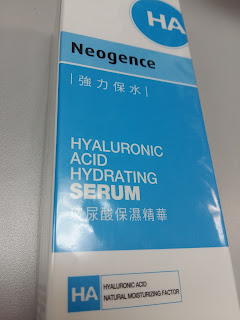 HA
Neogence
|強力保水|
HYALURONIC
ACID
HYDRATING
SERUM
玻尿酸保濕精華
HA
HYALURONIC ACID
NATURAL MOISTURIZING FACTOR